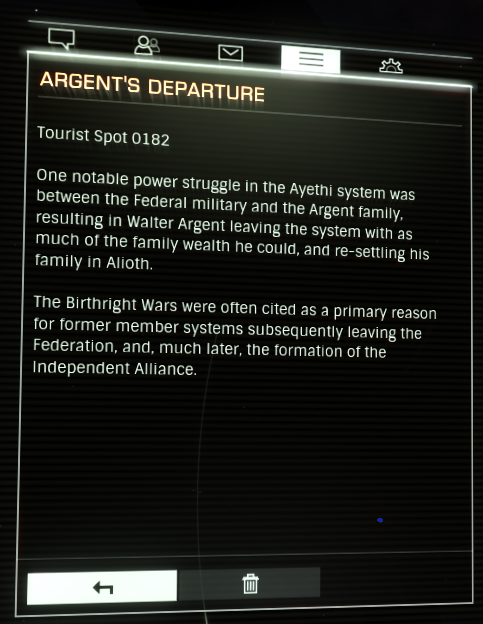 ARGENT'S DEPARTURE
Tourist Spot 0182
One notable power struggle in the Ayethi system was
between the Federal military and the Argent family,
resulting in Walter Argent leaving the system with as
much of the family wealth he could, and re-settling his
family in Alioth.
The Birthright Wars were often cited as a primary reason
for former member systems subsequently leaving the
Federation, and, much later, the formation of the
Independent Alliance.